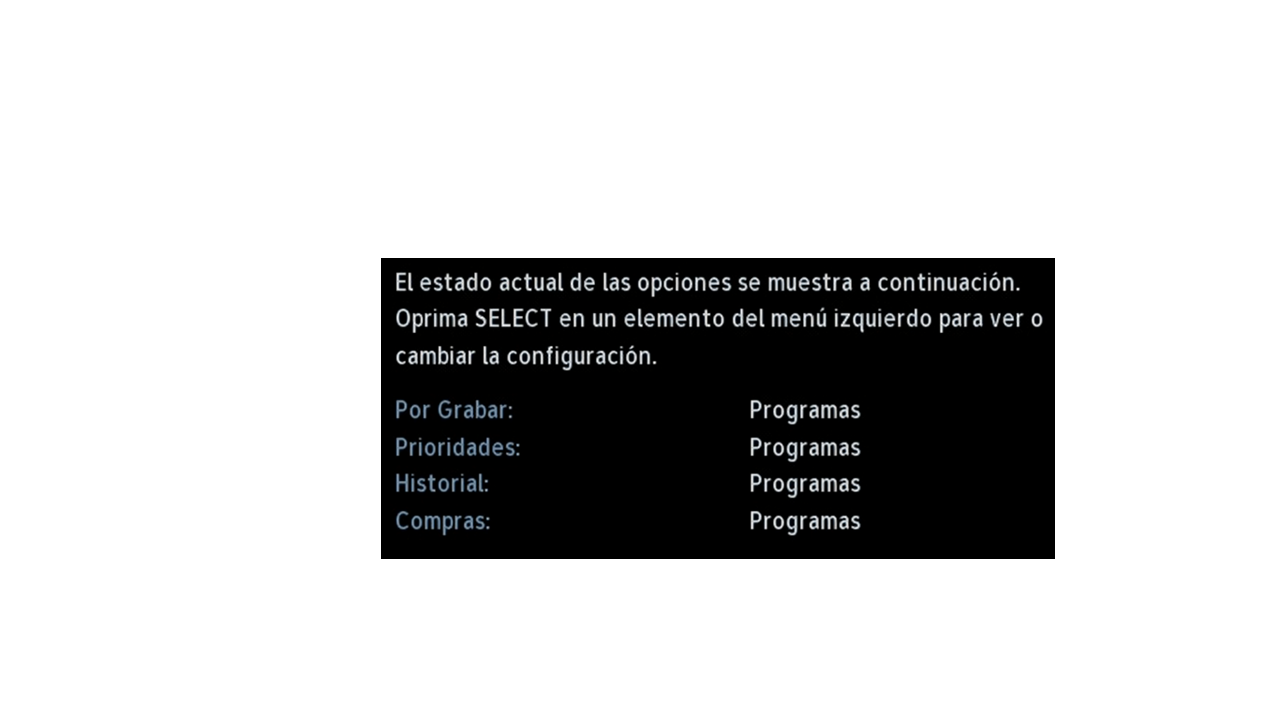 El estado actual de las opciones se muestra a continuación.
Oprima SELECT en un elemento del menú izquierdo para ver o
cambiar la configuración.
Por Grabar: Programas
Prioridades: Programas
Historial: Programas
Compras: Programas